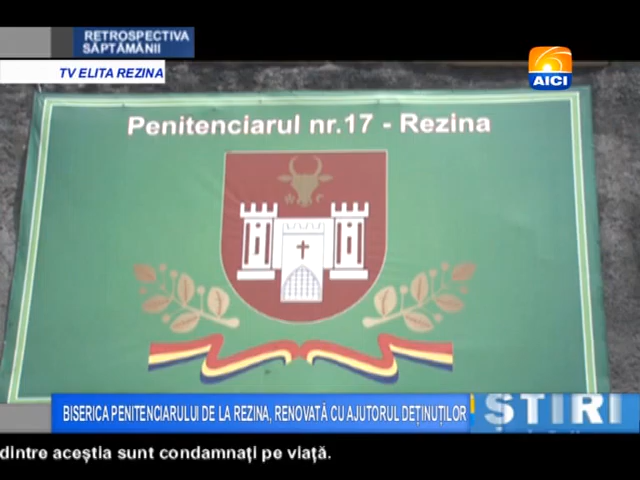 RETROSPECTIVA
SĂPTĂMÂNII
TV ELITA REZINA
AICI
Penitenciarul nr.17 - Rezina
BISERICA PENITENCIARULUI DE LA REZINA, RENOVATĂ CU AJUTORUL DEȚINUȚILOR
ȘTIRI
dintre aceștia sunt condamnați pe viață.